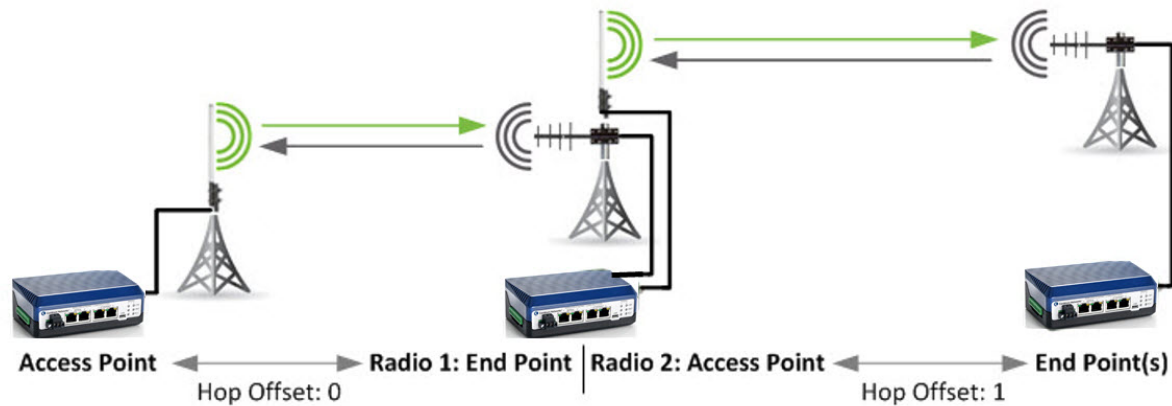 Access Point Radio 1: End Point | Radio 2: Access Point End Point(s)
Hop Offset: 0 Hop Offset: 1